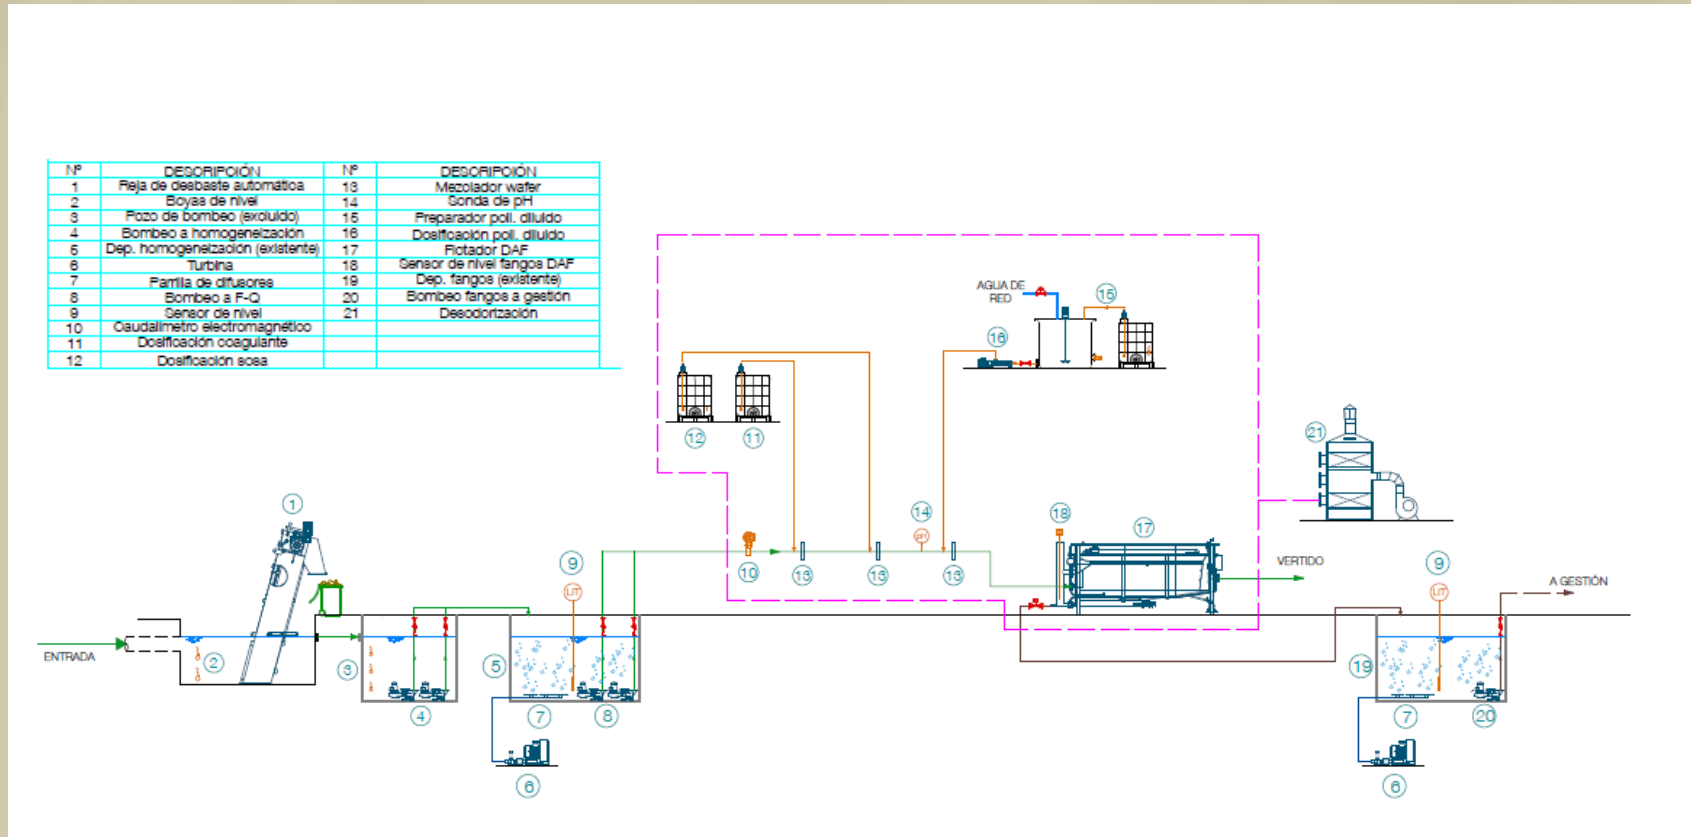 Nº DESCRIPCIÓN Nº DESCRIPCIÓN
1 Reja de desbaste automática 13 Mezclador wafer
2 Boyas de nivel 14 Sonda de pH
3 Pozo de bombeo (excluido) 15 Preparador poli. diluido
4 Bombeo a homogeneización 16 Dosificación poli. diluido
5 Dep. homogeneización (existente) 17 Flotador DAF
6 Turbina 18 Sensor de nivel fangos DAF
7 Parrilla de difusores 19 Dep. fangos (existente)
8 Bombeo a F-Q 20 Bombeo fangos a gestión
9 Sensor de nivel 21 Desodorización
10 Caudalímetro electromagnético
11 Dosificación coagulante
12 Dosificación sosa
AGUA DE
RED
15
16
12
11
21
1
14
18
17
pH
9
10
13
13
13
VERTIDO
9
LIT
LIT
A GESTIÓN
ENTRADA
2
3
5
19
4
7
8
7
20
6
6